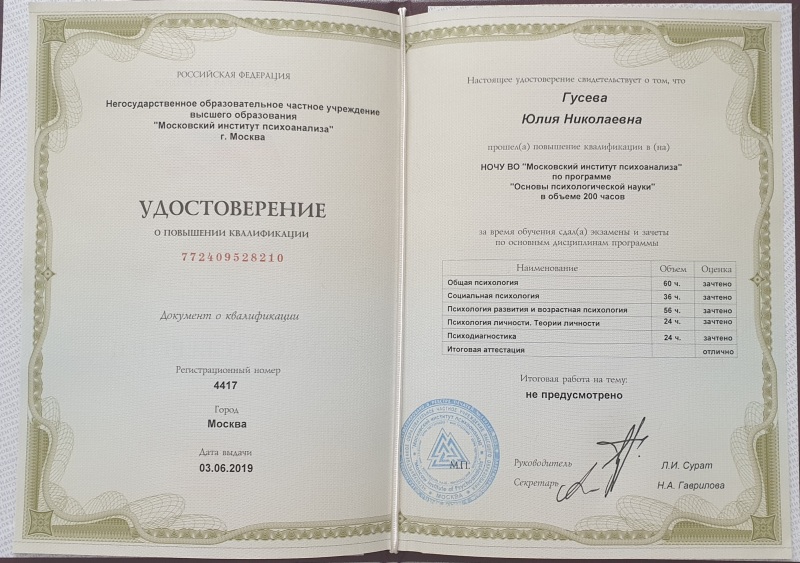 РОССИЙСКАЯ ФЕДЕРАЦИЯ
Негосударственное образовательное частное учреждение
высшего образования
"Московский институт психоанализа"
г. Москва
УДОСТОВЕРЕНИЕ
О ПОВЫШЕНИИ КВАЛИФИКАЦИИ
772409528210
Документ о квалификации
Регистрационный номер
4417
Город
Москва
Дата выдачи
03.06.2019
Настоящее удостоверение свидетельствует о том, что
Гусева
Юлия Николаевна
прошел(а) повышение квалификации в (на)
НОЧУ ВО "Московский институт психоанализа"
по программе
"Основы психологической науки"
в объеме 200 часов
за время обучения сдал(а) экзамены и зачеты
по основным дисциплинам программы
Наименование Объем Оценка
Общая психология 60 ч. зачтено
Социальная психология 36 ч. зачтено
Психология развития и возрастная психология 56 ч. зачтено
Психология личности. Теории личности 24 ч. зачтено
Психодиагностика 24 ч. зачтено
Итоговая аттестация отлично
Итоговая работа на тему:
не предусмотрено
М.П.
МОСКВА
Руководитель Л.И. Сурат
Секретарь Н.А. Гаврилова